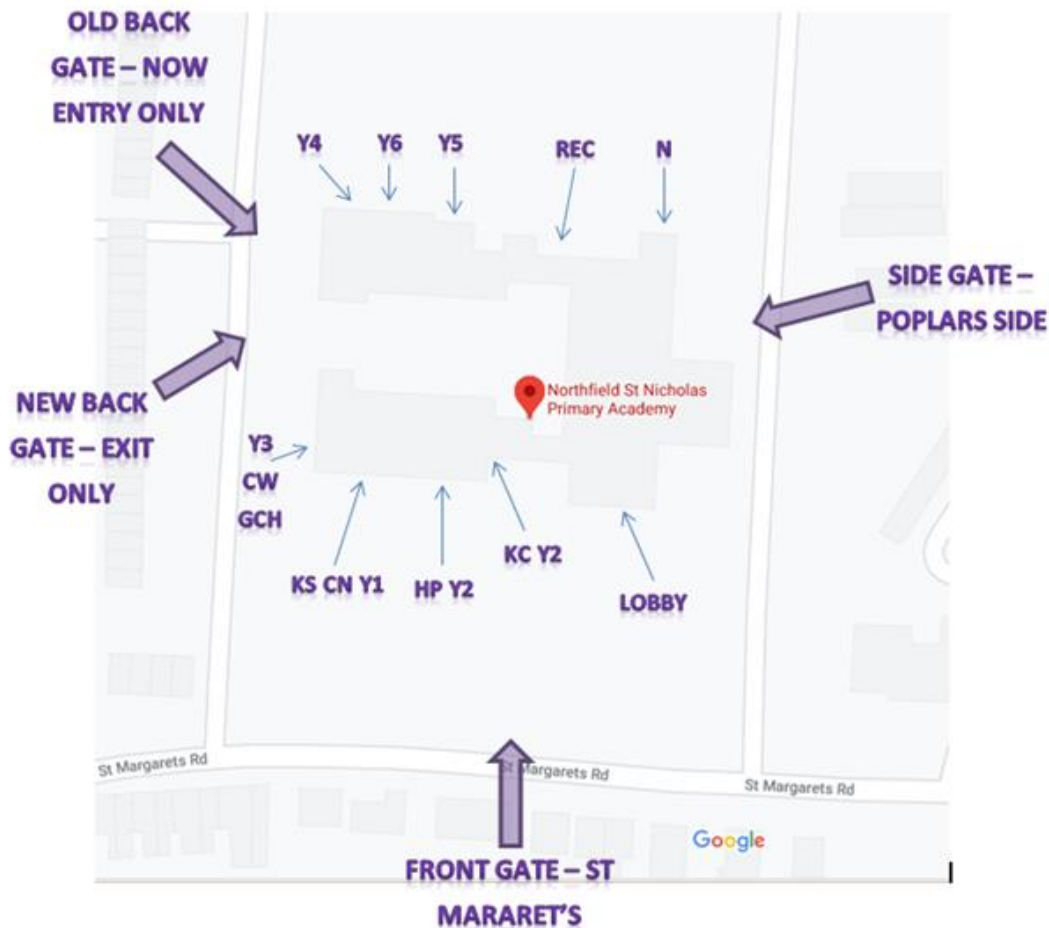 OLD BACK
GATE – NOW
ENTRY ONLY
Y4
Y6
Y5
REC
N
SIDE GATE –
POPLARS SIDE
NEW BACK
GATE – EXIT
ONLY
Northfield St Nicholas
Primary Academy
Y3
CW
GCH
KS CN Y1
HP Y2
KC Y2
LOBBY
St Margarets Rd
St Margarets Rd
St Margarets Rd
Google
FRONT GATE – ST
MARARET'S